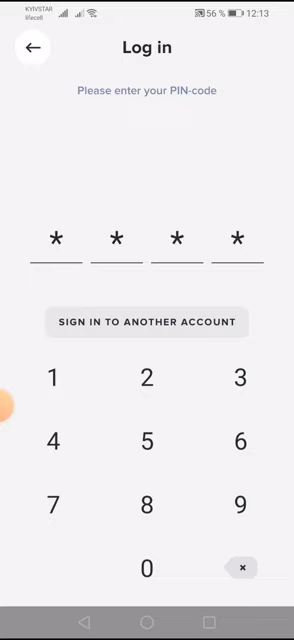 KYIVSTAR
lifecell
56 % 12:13
Log in
Please enter your PIN-code
* * * *
SIGN IN TO ANOTHER ACCOUNT
1 2 3
4 5 6
7 8 9
0